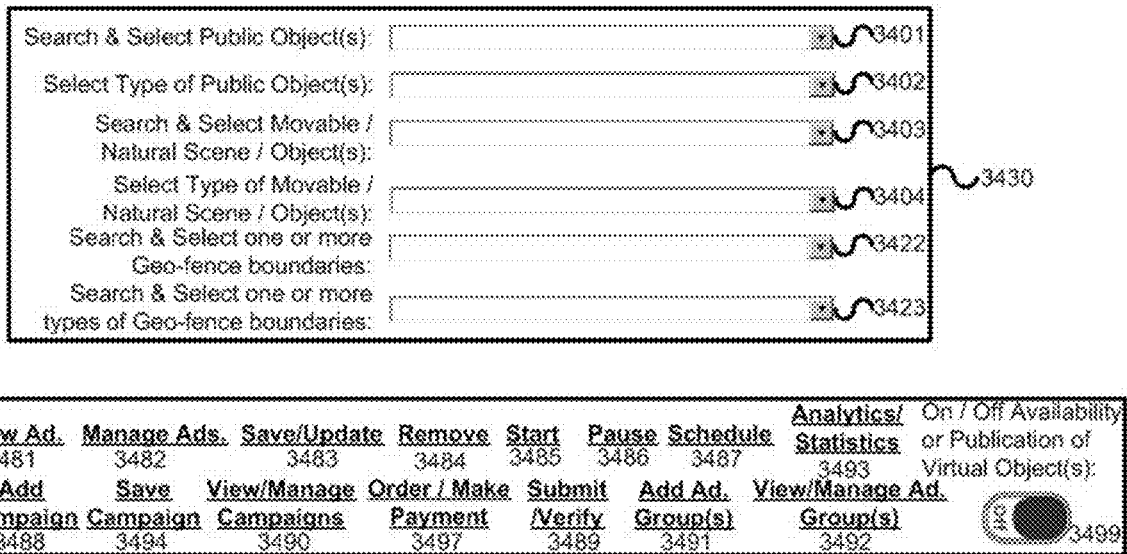 Search & Select Public Object(s): 3401
Select Type of Public Object(s): 3402
Search & Select Movable /
Natural Scene / Object(s): 3403
Select Type of Movable /
Natural Scene / Object(s): 3404
3430
Search & Select one or more
Geo-fence boundaries: 3422
Search & Select one or more
types of Geo-fence boundaries: 3423
w Ad. Manage Ads. Save/Update Remove Start Pause Schedule Analytics/ Statistics On / Off Availability
481 3482 3483 3484 3485 3486 3487 3493 or Publication of
Virtual Object(s):
Add Save View/Manage Order / Make Submit Add Ad. View/Manage Ad.
mpaign Campaign Campaigns Payment /Verify Group(s) Group(s)
3488 3494 3490 3497 3489 3491 3492 3499